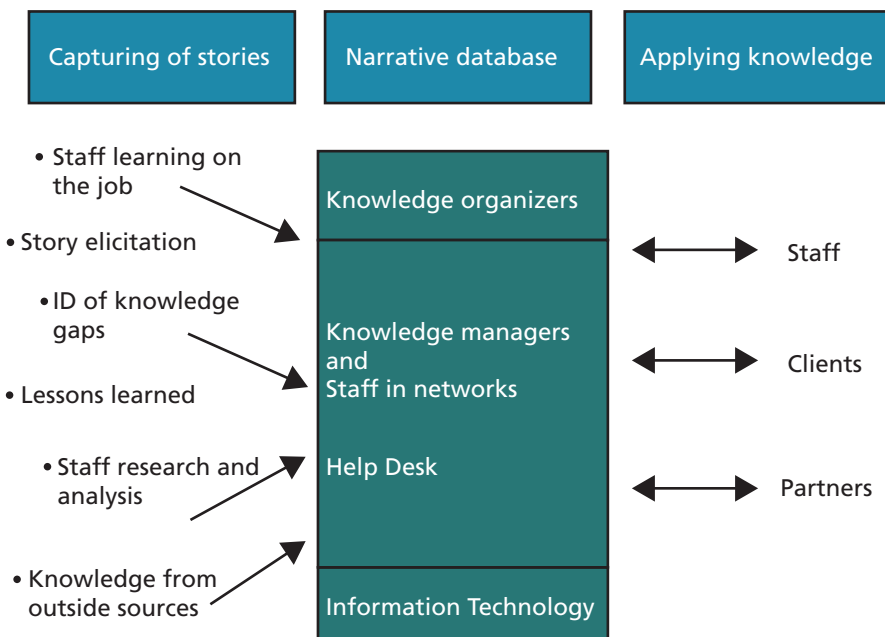 Capturing of stories
Narrative database
Applying knowledge
• Staff learning on
the job
• Story elicitation
• ID of knowledge
gaps
• Lessons learned
• Staff research and
analysis
• Knowledge from
outside sources
Knowledge organizers
Knowledge managers
and
Staff in networks
Help Desk
Information Technology
Staff
Clients
Partners